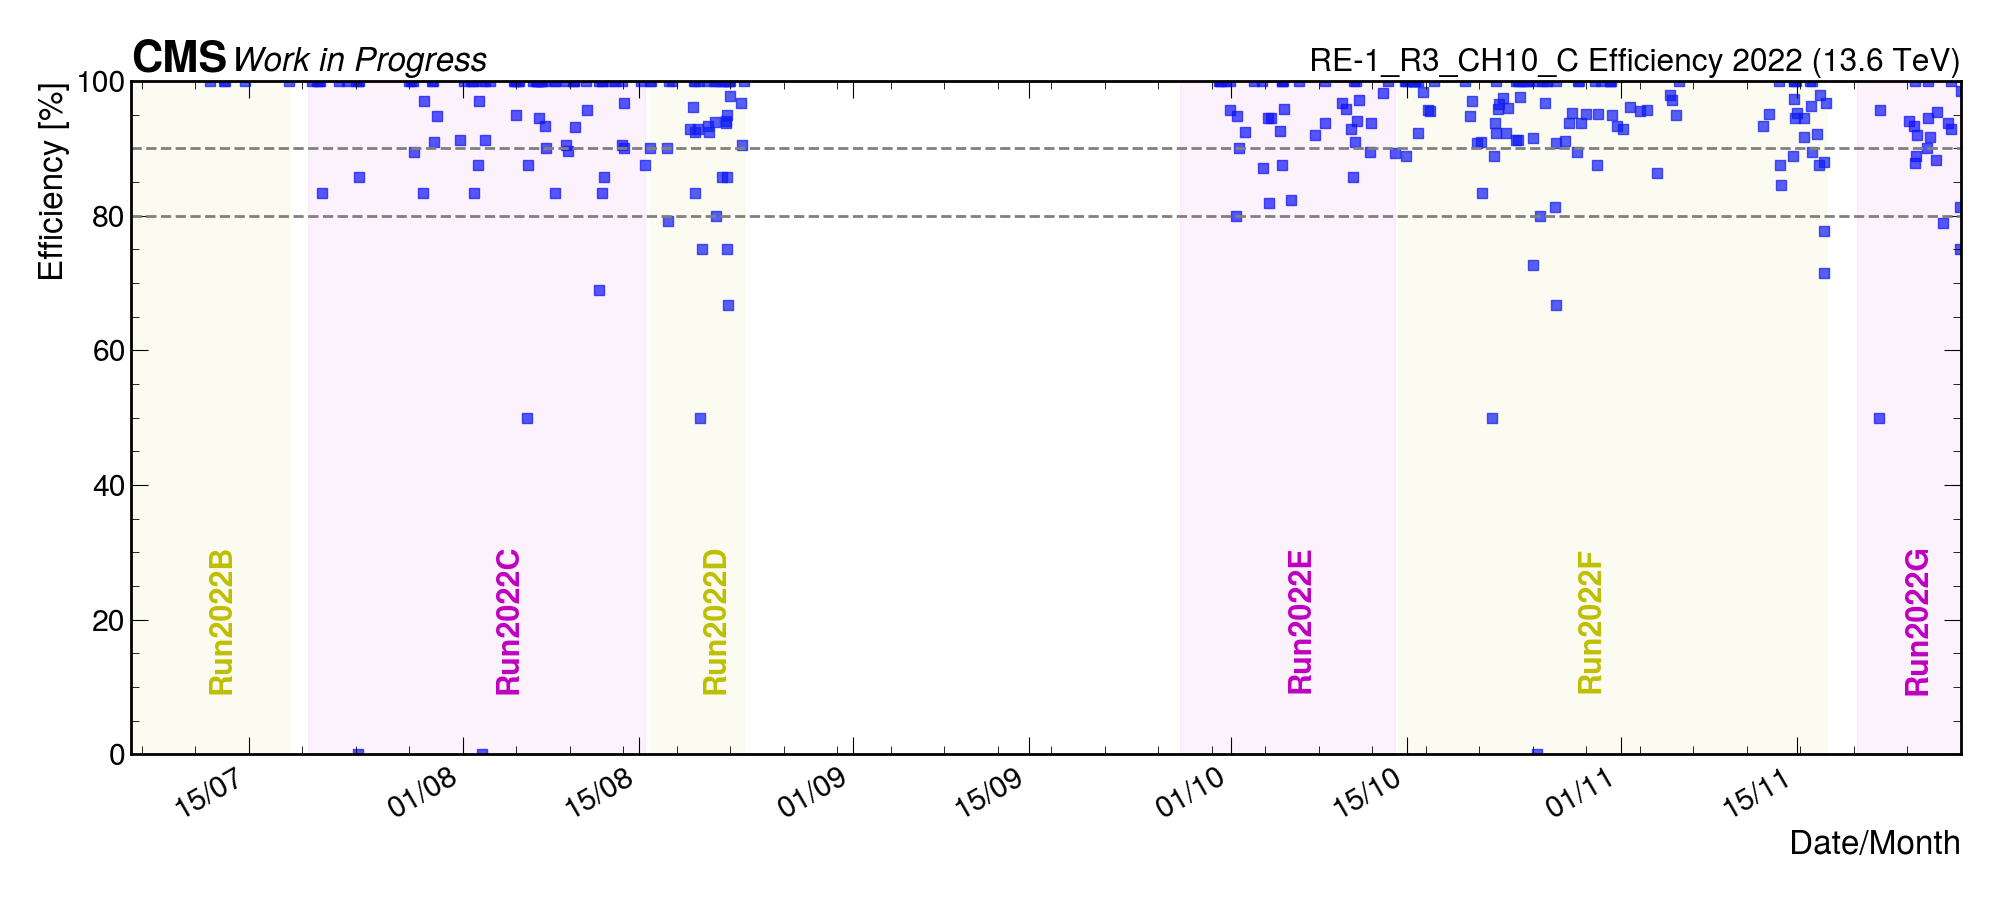 CMS Work in Progress
RE-1_R3_CH10_C Efficiency 2022 (13.6 TeV)
Efficiency [%]
100
80
60
40
20
0
Run2022B
Run2022C
Run2022D
Run2022E
Run2022F
Run2022G
15/07
01/08
15/08
01/09
15/09
01/10
15/10
01/11
15/11
Date/Month